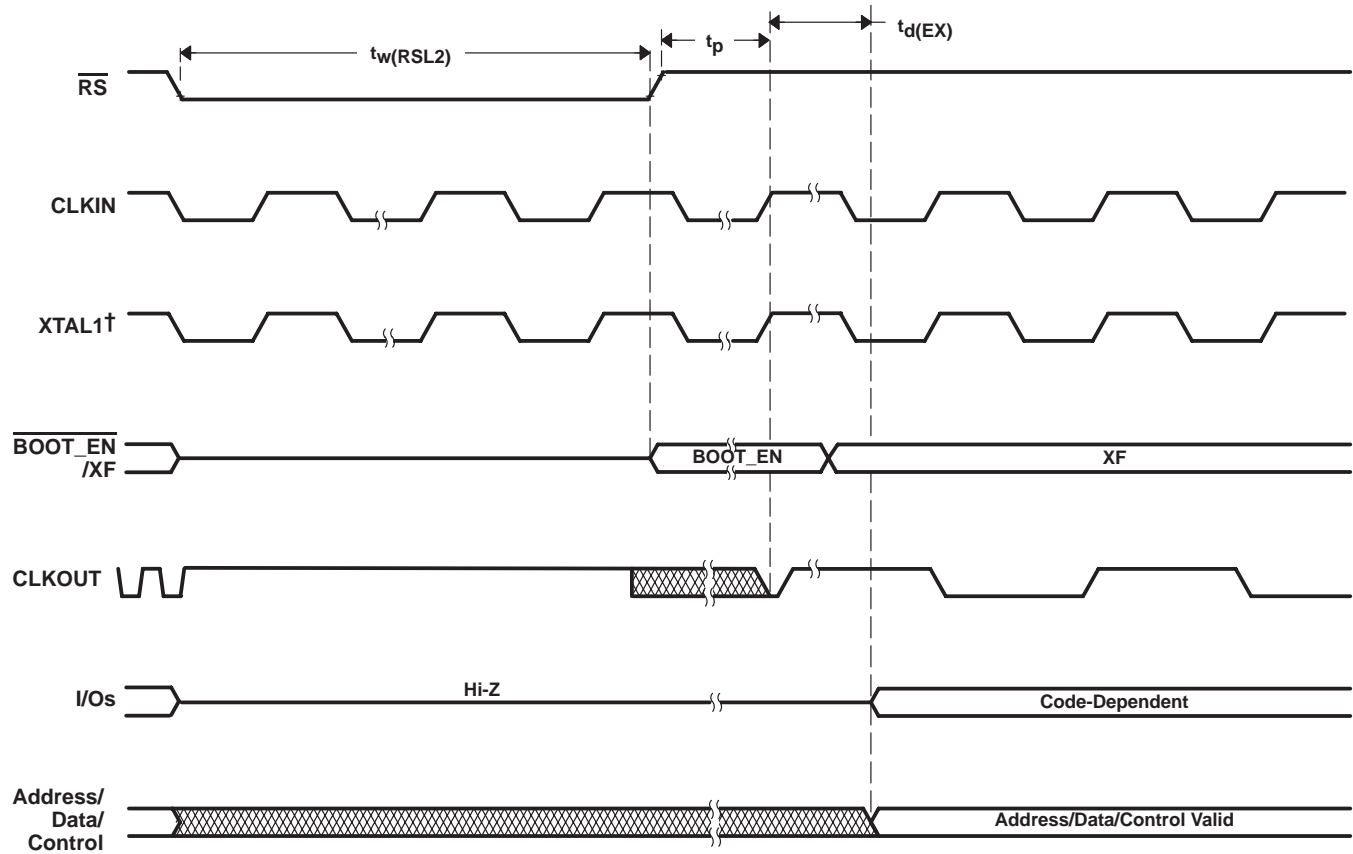 td(EX)
tw(RSL2)
tp
RS
CLKIN
XTAL1†
BOOT_EN
/XF
BOOT_EN
XF
CLKOUT
I/Os
Hi-Z
Code-Dependent
Address/
Data/
Control
Address/Data/Control Valid